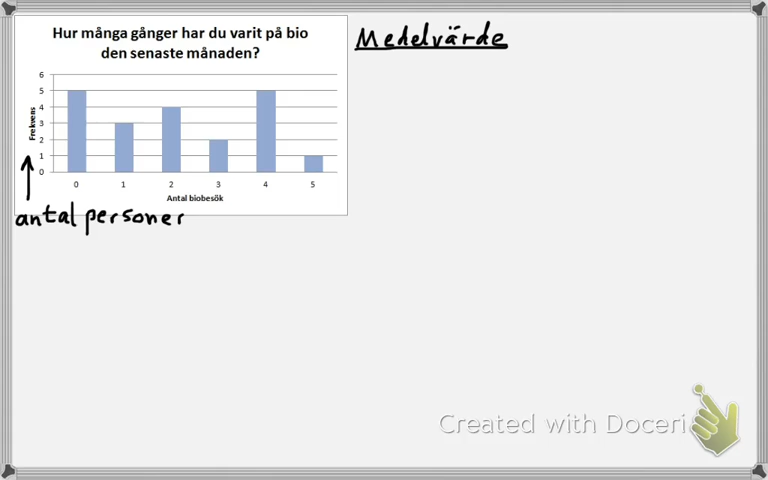 Hur många gånger har du varit på bio
den senaste månaden?
6
5
4
3
2
1
0
Frekvens
0 1 2 3 4 5
Antal biobesök
antal personer
Medelvärde
Created with Doceri